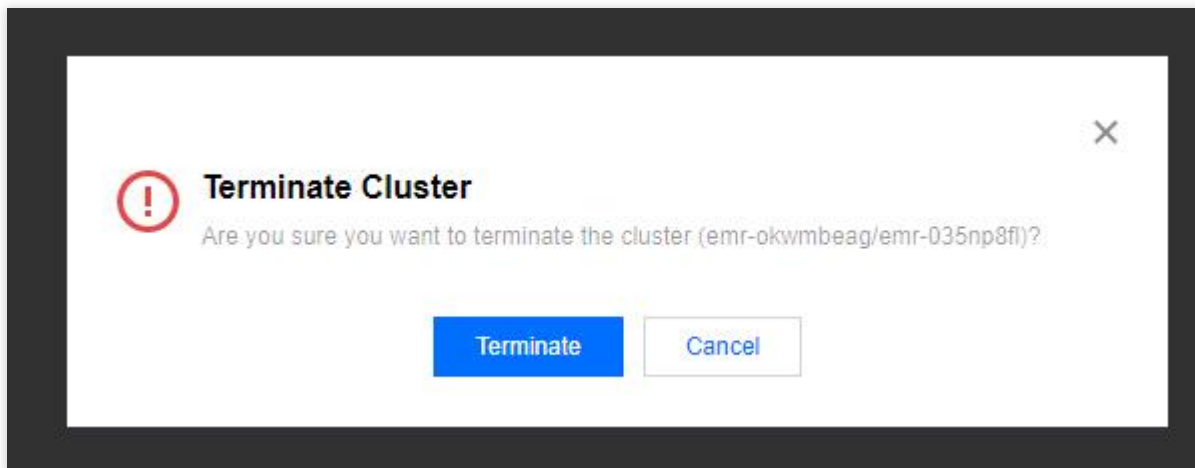 Terminate Cluster
Are you sure you want to terminate the cluster (emr-okwmbeag/emr-035np8fl)?
Terminate
Cancel